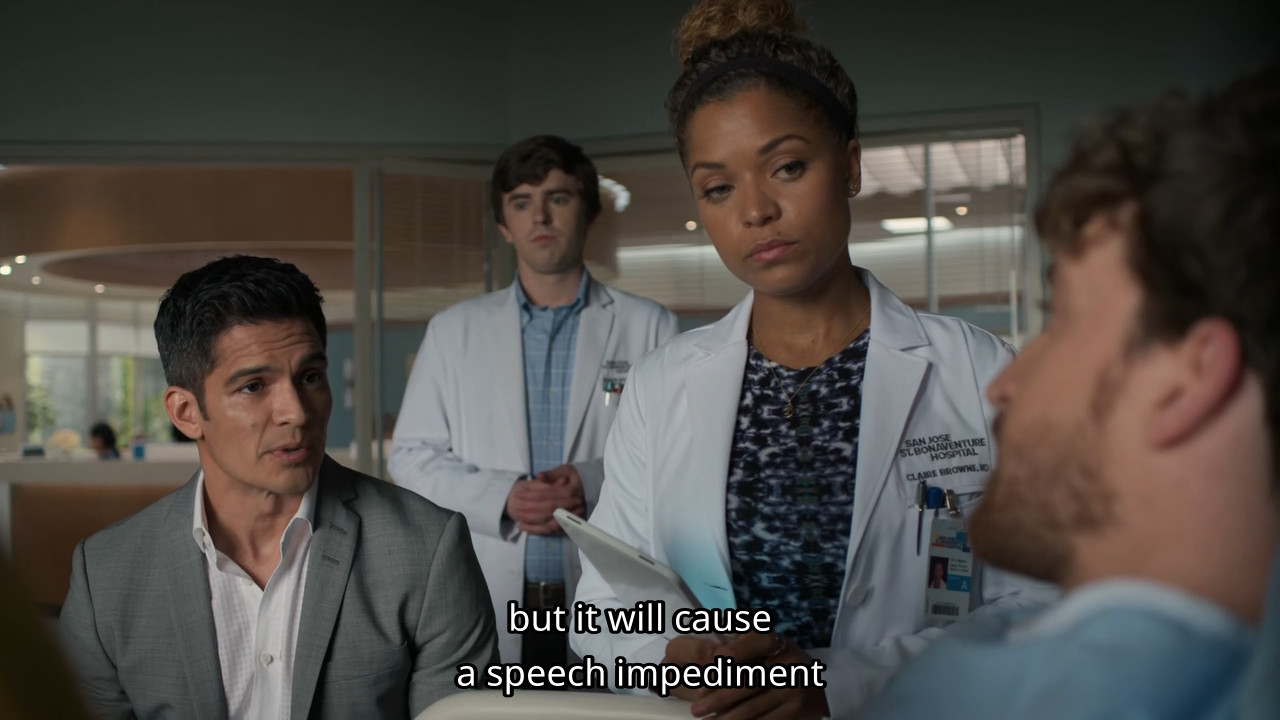 SAN JOSE
ST. BONAVENTURE
HOSPITAL
CLAIRE BROWNE, MD
but it will cause
a speech impediment